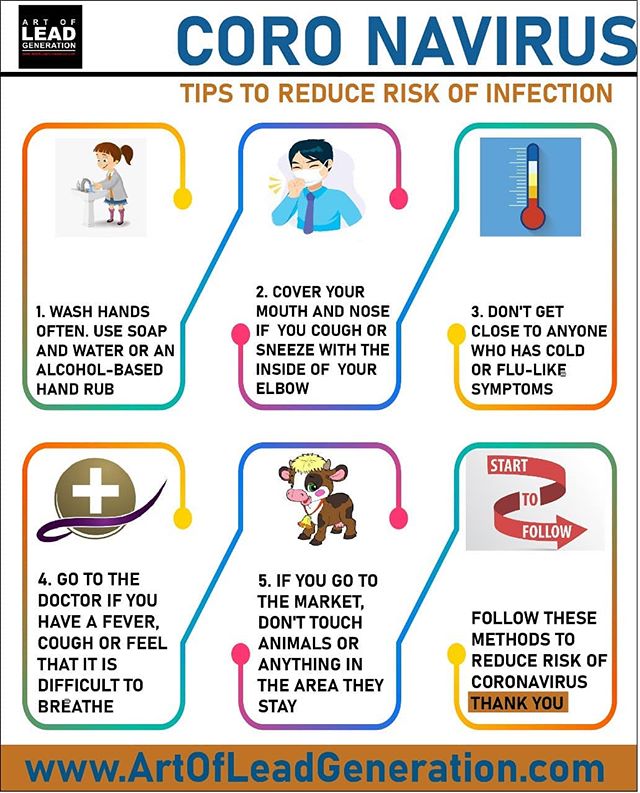 ART OF
LEAD
GENERATION
CORO NAVIRUS
TIPS TO REDUCE RISK OF INFECTION
1. WASH HANDS
OFTEN. USE SOAP
AND WATER OR AN
ALCOHOL-BASED
HAND RUB
2. COVER YOUR
MOUTH AND NOSE
IF YOU COUGH OR
SNEEZE WITH THE
INSIDE OF YOUR
ELBOW
3. DON'T GET
CLOSE TO ANYONE
WHO HAS COLD
OR FLU-LIKE
SYMPTOMS
4. GO TO THE
DOCTOR IF YOU
HAVE A FEVER,
COUGH OR FEEL
THAT IT IS
DIFFICULT TO
BREATHE
5. IF YOU GO TO
THE MARKET,
DON'T TOUCH
ANIMALS OR
ANYTHING IN
THE AREA THEY
STAY
START
TO
FOLLOW
FOLLOW THESE
METHODS TO
REDUCE RISK OF
CORONAVIRUS
THANK YOU
www.ArtOfLeadGeneration.com